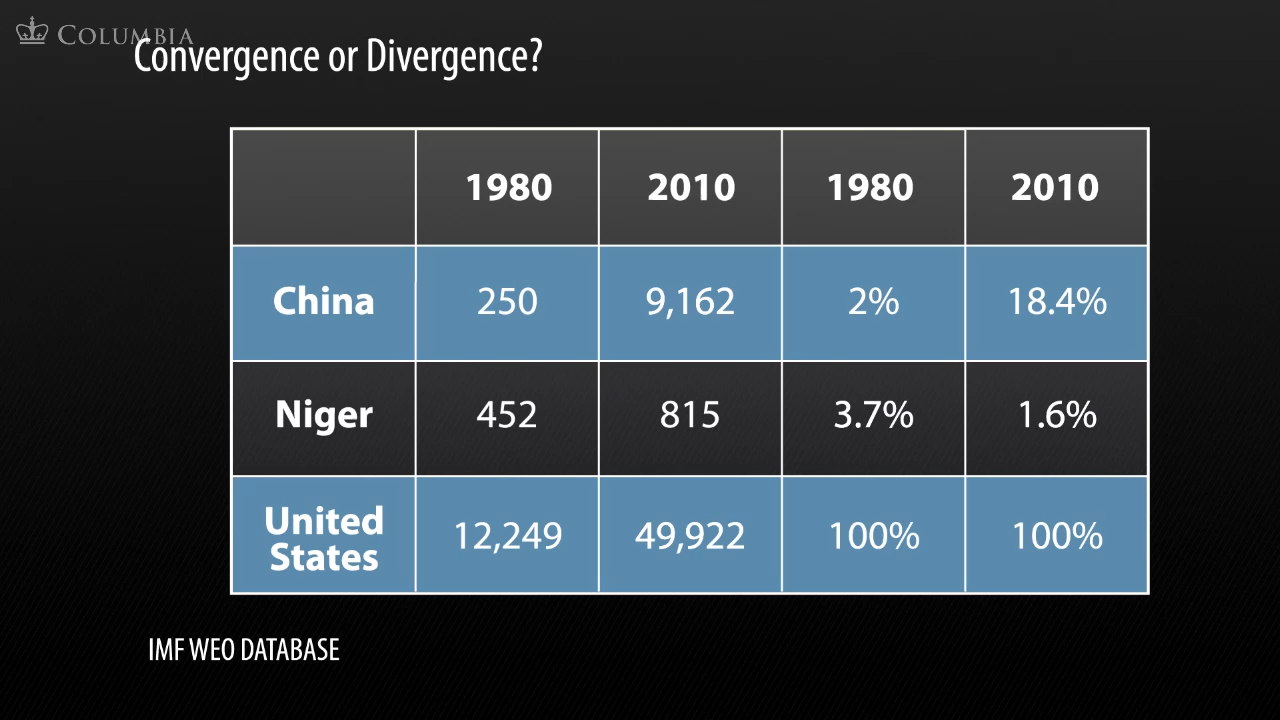 COLUMBIA
Convergence or Divergence?
1980 2010 1980 2010
China 250 9,162 2% 18.4%
Niger 452 815 3.7% 1.6%
United
States 12,249 49,922 100% 100%
IMF WEO DATABASE